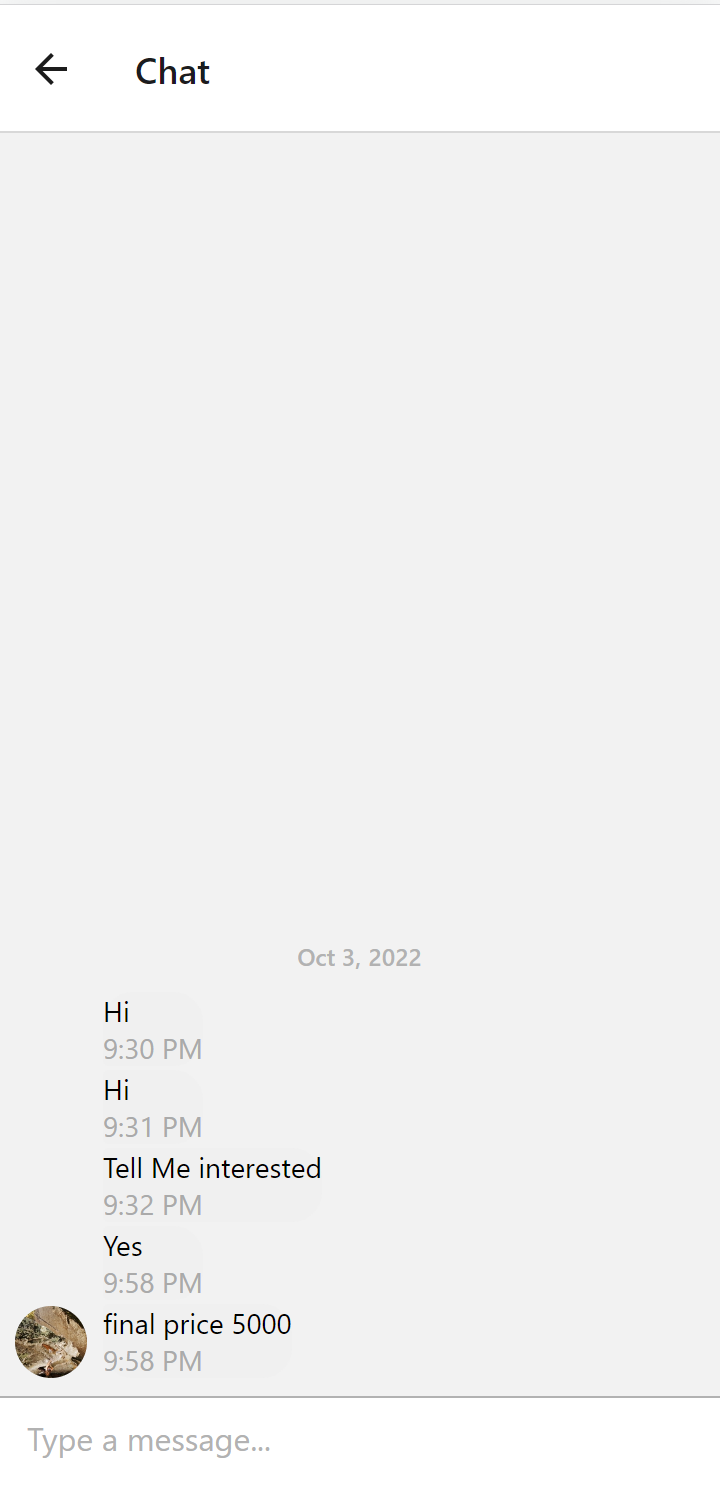 Chat
Oct 3, 2022
Hi
9:30 PM
Hi
9:31 PM
Tell Me interested
9:32 PM
Yes
9:58 PM
final price 5000
9:58 PM
Type a message...